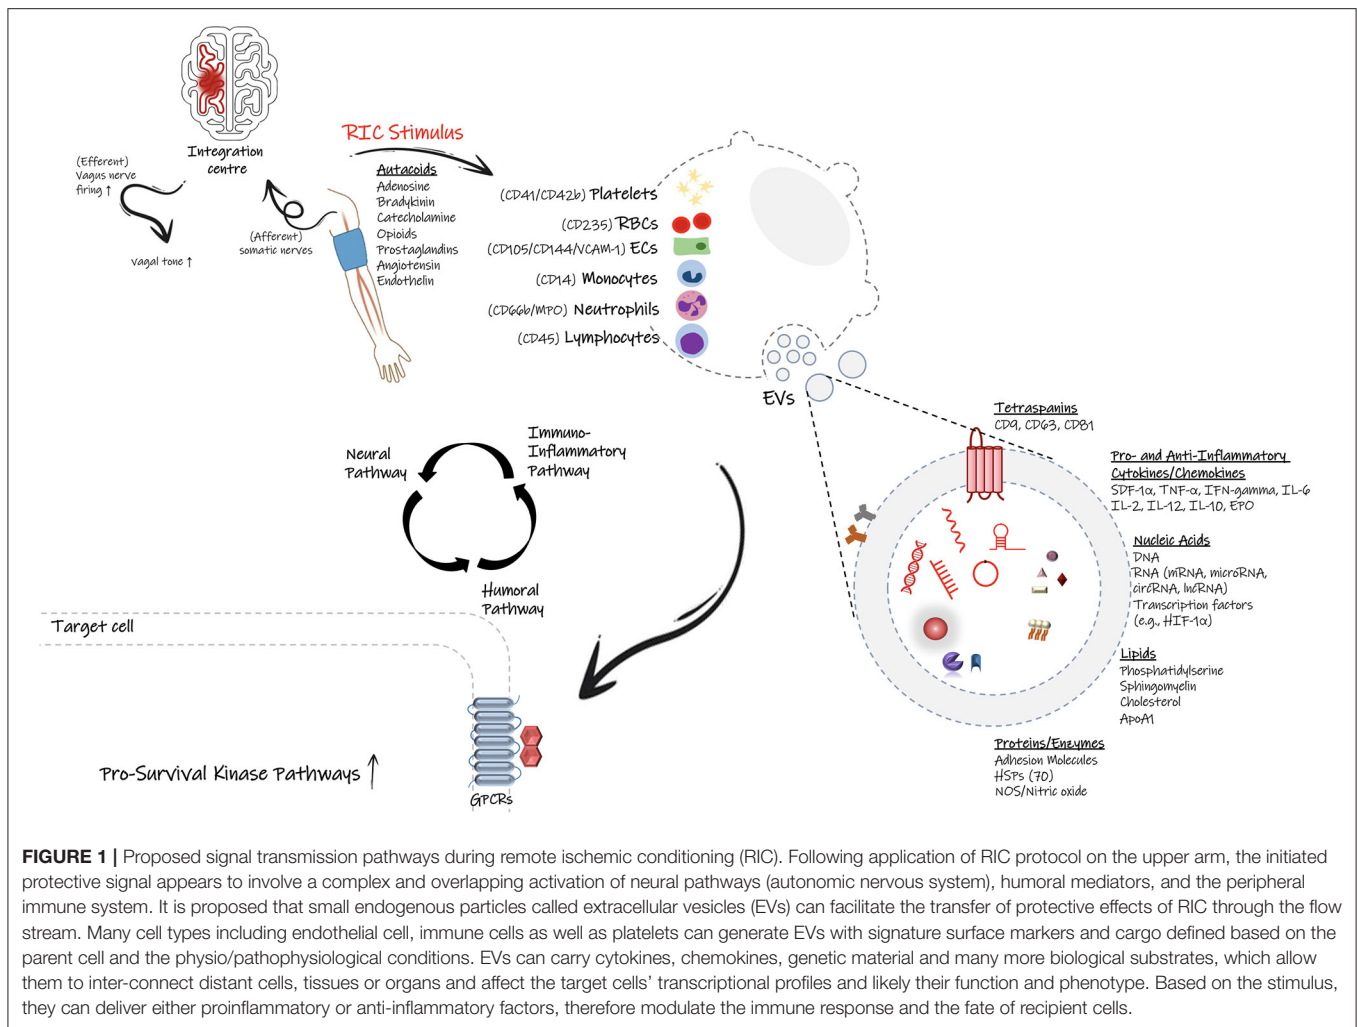 Integration
centre
(Efferent)
Vagus nerve
firing ↑
vagal tone ↑
(Afferent)
somatic nerves
RIC Stimulus
Autacoids
Adenosine
Bradykinin
Catecholamine
Opioids
Prostaglandins
Angiotensin
Endothelin
(CD41/CD42b) Platelets
(CD235) RBCs
(CD105/CD144/VCAM-1) ECs
(CD14) Monocytes
(CD66b/MPO) Neutrophils
(CD45) Lymphocytes
EVs
Tetraspanins
CD9, CD63, CD81
Pro- and Anti-Inflammatory
Cytokines/Chemokines
SDF-1α, TNF-α, IFN-gamma, IL-6
IL-2, IL-12, IL-10, EPO
Nucleic Acids
DNA
RNA (mRNA, microRNA,
circRNA, lncRNA)
Transcription factors
(e.g., HIF-1α)
Lipids
Phosphatidylserine
Sphingomyelin
Cholesterol
ApoA1
Proteins/Enzymes
Adhesion Molecules
HSPs (70)
NOS/Nitric oxide
Neural
Pathway
Immuno-
Inflammatory
Pathway
Humoral
Pathway
Target cell
Pro-Survival Kinase Pathways ↑
GPCRs
FIGURE 1 | Proposed signal transmission pathways during remote ischemic conditioning (RIC). Following application of RIC protocol on the upper arm, the initiated
protective signal appears to involve a complex and overlapping activation of neural pathways (autonomic nervous system), humoral mediators, and the peripheral
immune system. It is proposed that small endogenous particles called extracellular vesicles (EVs) can facilitate the transfer of protective effects of RIC through the flow
stream. Many cell types including endothelial cell, immune cells as well as platelets can generate EVs with signature surface markers and cargo defined based on the
parent cell and the physio/pathophysiological conditions. EVs can carry cytokines, chemokines, genetic material and many more biological substrates, which allow
them to inter-connect distant cells, tissues or organs and affect the target cells' transcriptional profiles and likely their function and phenotype. Based on the stimulus,
they can deliver either proinflammatory or anti-inflammatory factors, therefore modulate the immune response and the fate of recipient cells.